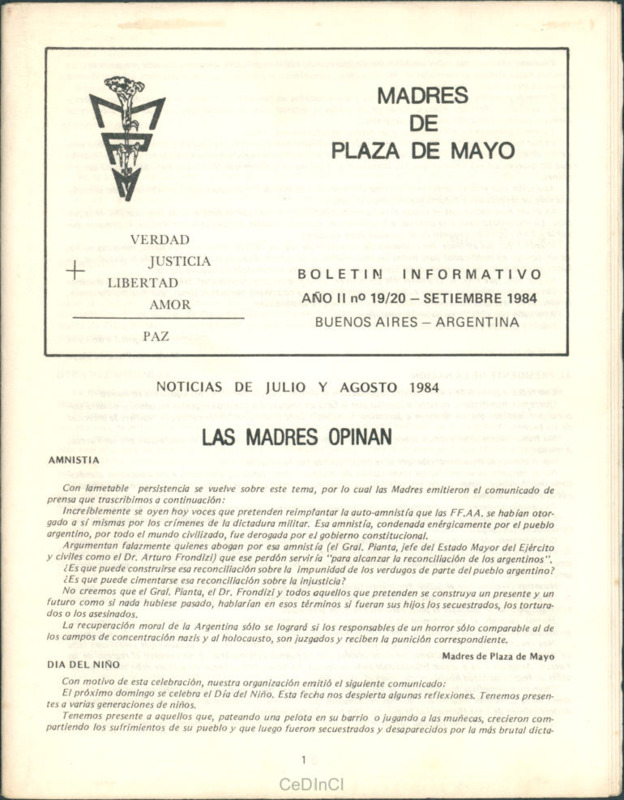 MADRES
DE
PLAZA DE MAYO
MPM
VERDAD
+ JUSTICIA
LIBERTAD
AMOR
PAZ
BOLETIN INFORMATIVO
AÑO II nº 19/20 – SETIEMBRE 1984
BUENOS AIRES – ARGENTINA
NOTICIAS DE JULIO Y AGOSTO 1984
LAS MADRES OPINAN
AMNISTIA
Con lametable persistencia se vuelve sobre este tema, por lo cual las Madres emitieron el comunicado de
prensa que trascribimos a continuación:
Increíblemente se oyen hoy voces que pretenden reimplantar la auto-amnistía que las FF.AA. se habían otor-
gado a sí mismas por los crímenes de la dictadura militar. Esa amnistía, condenada enérgicamente por el pueblo
argentino, por todo el mundo civilizado, fue derogada por el gobierno constitucional.
Argumentan falazmente quienes abogan por esa amnistía (el Gral. Pianta, jefe del Estado Mayor del Ejército
y civiles como el Dr. Arturo Frondizi) que ese perdón serviría "para alcanzar la reconciliación de los argentinos".
¿Es que puede construirse esa reconciliación sobre la impunidad de los verdugos de parte del pueblo argentino?
¿Es que puede cimentarse esa reconciliación sobre la injusticia?
No creemos que el Gral. Pianta, el Dr. Frondizi y todos aquellos que pretenden se construya un presente y un
futuro como si nada hubiese pasado, hablarían en esos términos si fueran sus hijos los secuestrados, los tortura-
dos o los asesinados.
La recuperación moral de la Argentina sólo se logrará si los responsables de un horror sólo comparable al de
los campos de concentración nazis y al holocausto, son juzgados y reciben la punición correspondiente.
Madres de Plaza de Mayo
DIA DEL NIÑO
Con motivo de esta celebración, nuestra organización emitió el siguiente comunicado:
El próximo domingo se celebra el Día del Niño. Esta fecha nos despierta algunas reflexiones. Tenemos presen-
tes a varias generaciones de niños.
Tenemos presente a aquellos que, pateando una pelota en su barrio o jugando a las muñecas, crecieron com-
partiendo los sufrimientos de su pueblo y que luego fueron secuestrados y desaparecidos por la más brutal dicta-
1
CeDInCI